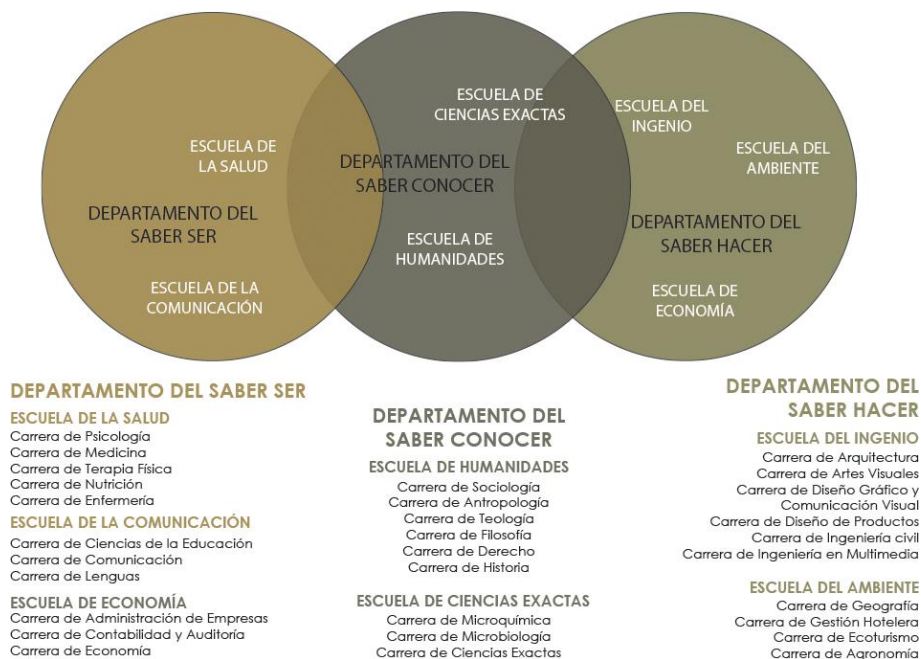 ESCUELA DE
CIENCIAS EXACTAS
ESCUELA DEL
INGENIO
ESCUELA DE
LA SALUD
DEPARTAMENTO DEL
SABER CONOCER
ESCUELA DEL
AMBIENTE
DEPARTAMENTO DEL
SABER SER
ESCUELA DE
HUMANIDADES
DEPARTAMENTO DEL
SABER HACER
ESCUELA DE LA
COMUNICACIÓN
ESCUELA DE
ECONOMÍA
DEPARTAMENTO DEL SABER SER
ESCUELA DE LA SALUD
Carrera de Psicología
Carrera de Medicina
Carrera de Terapia Física
Carrera de Nutrición
Carrera de Enfermería
ESCUELA DE LA COMUNICACIÓN
Carrera de Ciencias de la Educación
Carrera de Comunicación
Carrera de Lenguas
ESCUELA DE ECONOMÍA
Carrera de Administración de Empresas
Carrera de Contabilidad y Auditoría
Carrera de Economía
DEPARTAMENTO DEL
SABER CONOCER
ESCUELA DE HUMANIDADES
Carrera de Sociología
Carrera de Antropología
Carrera de Teología
Carrera de Filosofía
Carrera de Derecho
Carrera de Historia
ESCUELA DE CIENCIAS EXACTAS
Carrera de Microquímica
Carrera de Microbiología
Carrera de Ciencias Exactas
DEPARTAMENTO DEL
SABER HACER
ESCUELA DEL INGENIO
Carrera de Arquitectura
Carrera de Artes Visuales
Carrera de Diseño Gráfico y
Comunicación Visual
Carrera de Diseño de Productos
Carrera de Ingeniería civil
Carrera de Ingeniería en Multimedia
ESCUELA DEL AMBIENTE
Carrera de Geografía
Carrera de Gestión Hotelera
Carrera de Ecoturismo
Carrera de Agronomía